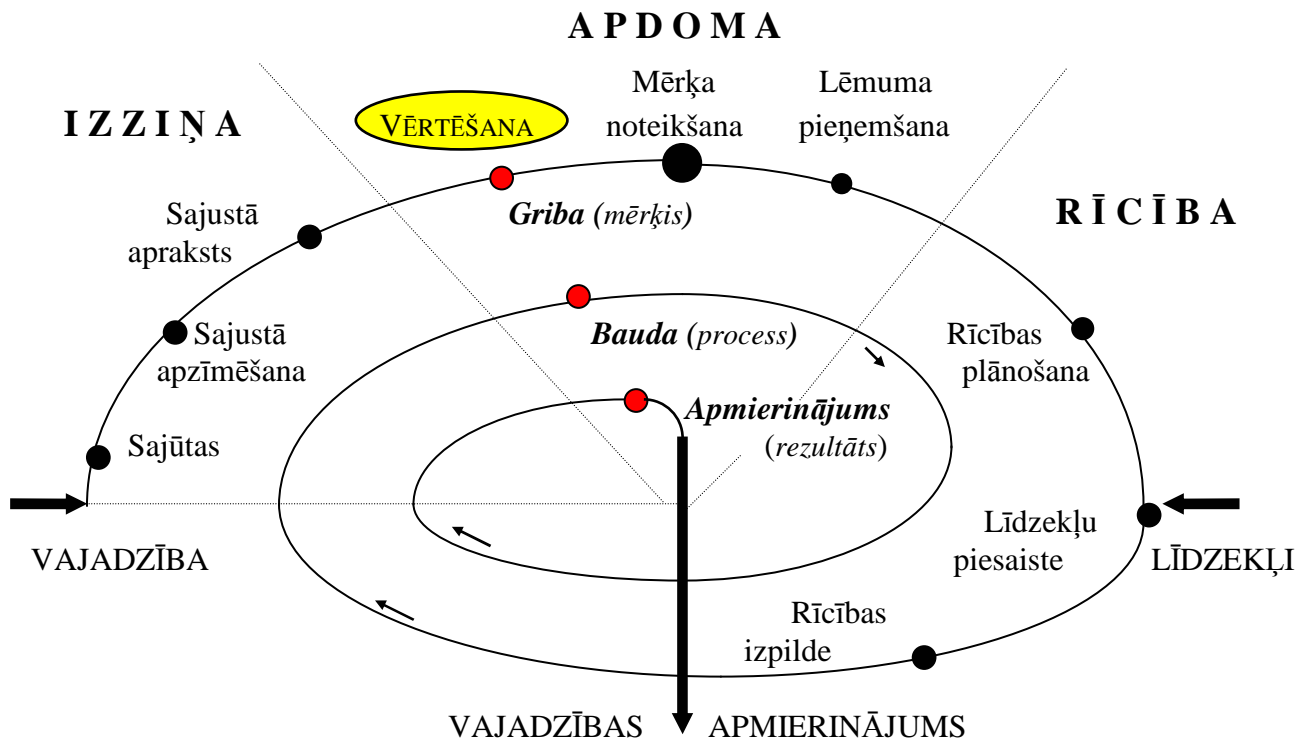 A P D O M A
I Z Z I Ņ A
VĒRTĒŠANA
Mērķa
noteikšana
Lēmuma
pieņemšana
R Ī C Ī B A
Griba (mērķis)
Sajustā
apraksts
Bauda (process)
Sajustā
apzīmēšana
Rīcības
plānošana
Apmierinājums
(rezultāts)
Sajūtas
VAJADZĪBA
Līdzekļu
piesaiste
LĪDZEKĻI
Rīcības
izpilde
VAJADZĪBAS APMIERINĀJUMS